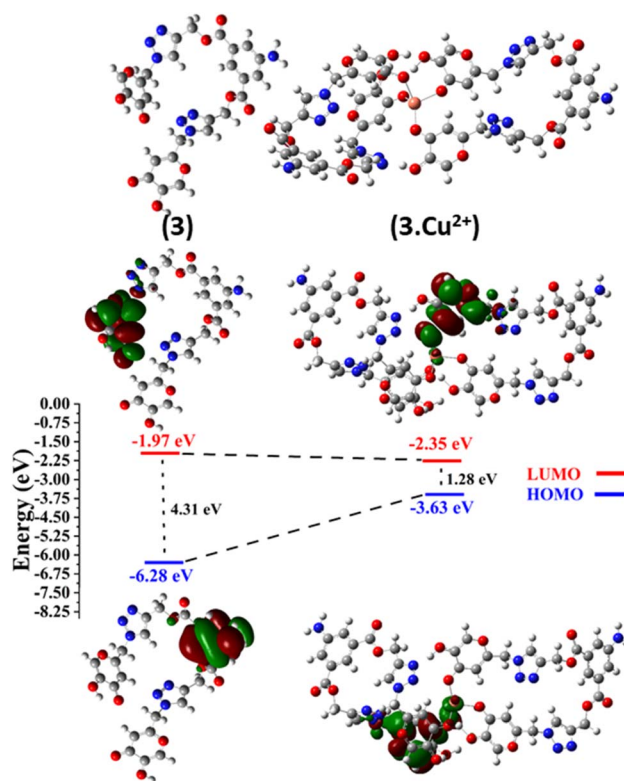 (3)
(3.Cu²⁺)
0.00
-0.75
-1.50
-2.25
-3.00
-3.75
-4.50
-5.25
-6.00
-6.75
-7.50
-8.25
Energy (eV)
-1.97 eV
-2.35 eV
4.31 eV
1.28 eV
-3.63 eV
-6.28 eV
LUMO
HOMO